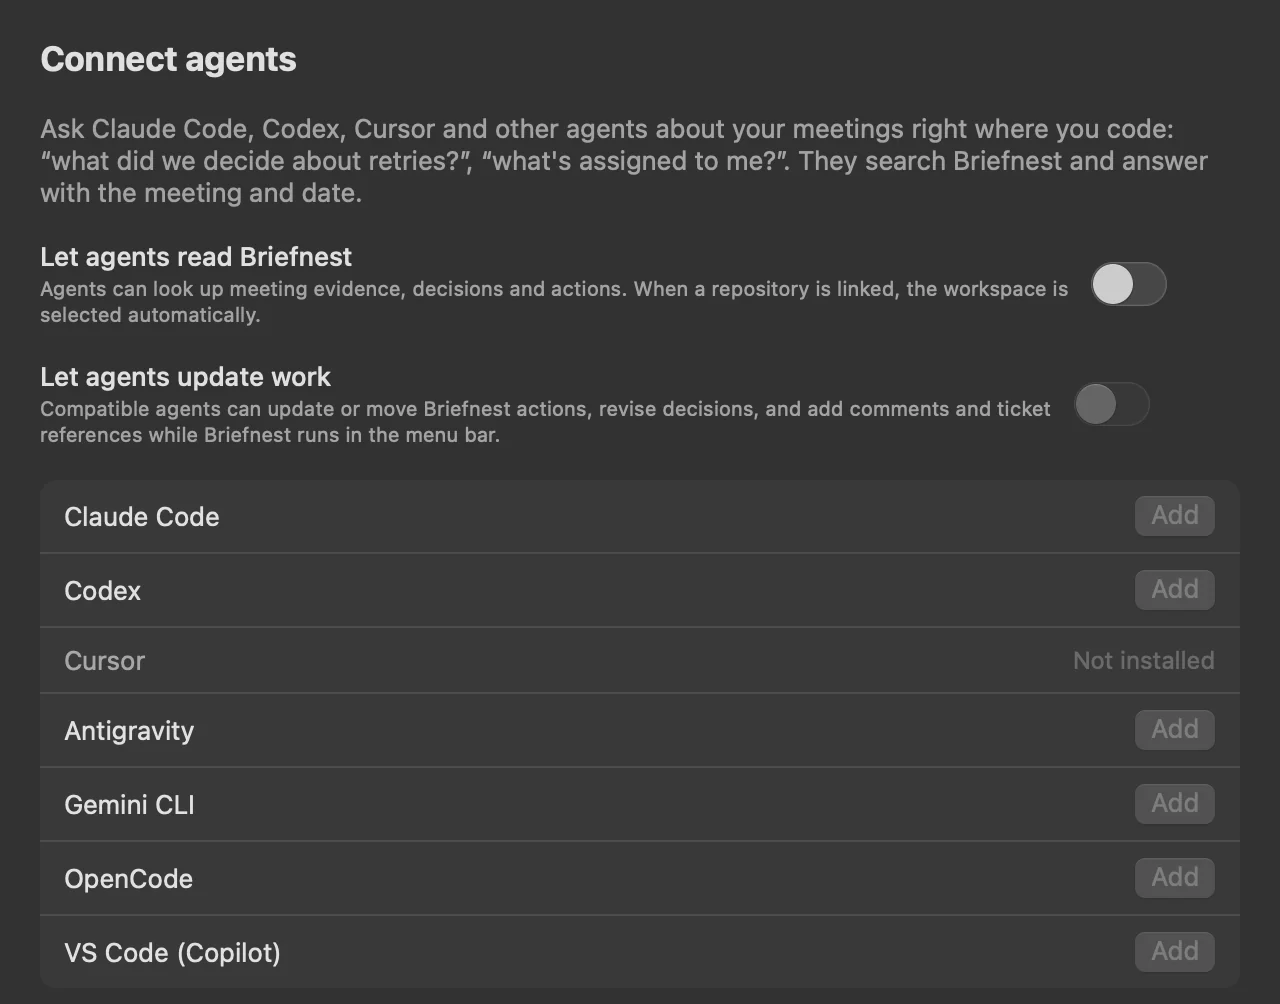 Connect agents
Ask Claude Code, Codex, Cursor and other agents about your meetings right where you code:
“what did we decide about retries?”, “what's assigned to me?”. They search Briefnest and answer
with the meeting and date.
Let agents read Briefnest
Agents can look up meeting evidence, decisions and actions. When a repository is linked, the workspace is
selected automatically.
Let agents update work
Compatible agents can update or move Briefnest actions, revise decisions, and add comments and ticket
references while Briefnest runs in the menu bar.
Claude Code Add
Codex Add
Cursor Not installed
Antigravity Add
Gemini CLI Add
OpenCode Add
VS Code (Copilot) Add